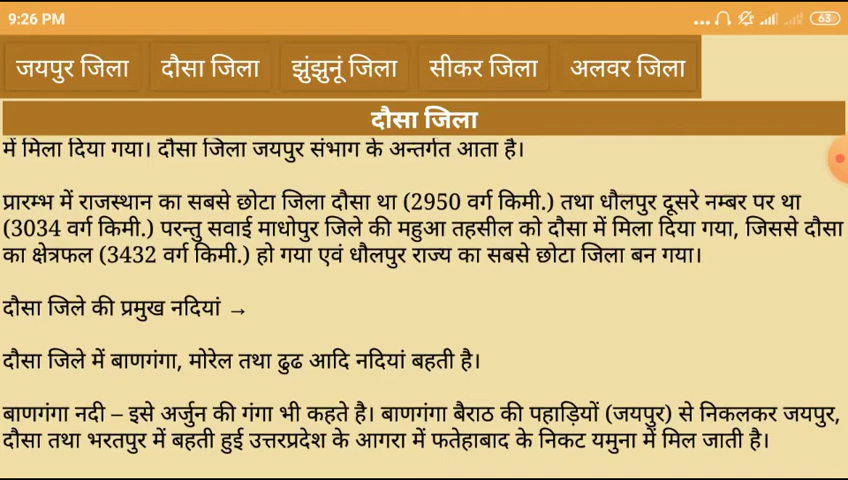 9:26 PM
63
जयपुर जिला दौसा जिला झुंझुनूं जिला सीकर जिला अलवर जिला
दौसा जिला
में मिला दिया गया। दौसा जिला जयपुर संभाग के अन्तर्गत आता है।
प्रारम्भ में राजस्थान का सबसे छोटा जिला दौसा था (2950 वर्ग किमी.) तथा धौलपुर दूसरे नम्बर पर था
(3034 वर्ग किमी.) परन्तु सवाई माधोपुर जिले की महुआ तहसील को दौसा में मिला दिया गया, जिससे दौसा
का क्षेत्रफल (3432 वर्ग किमी.) हो गया एवं धौलपुर राज्य का सबसे छोटा जिला बन गया।
दौसा जिले की प्रमुख नदियां →
दौसा जिले में बाणगंगा, मोरेल तथा ढुढ आदि नदियां बहती है।
बाणगंगा नदी – इसे अर्जुन की गंगा भी कहते है। बाणगंगा बैराठ की पहाड़ियों (जयपुर) से निकलकर जयपुर,
दौसा तथा भरतपुर में बहती हुई उत्तरप्रदेश के आगरा में फतेहाबाद के निकट यमुना में मिल जाती है।